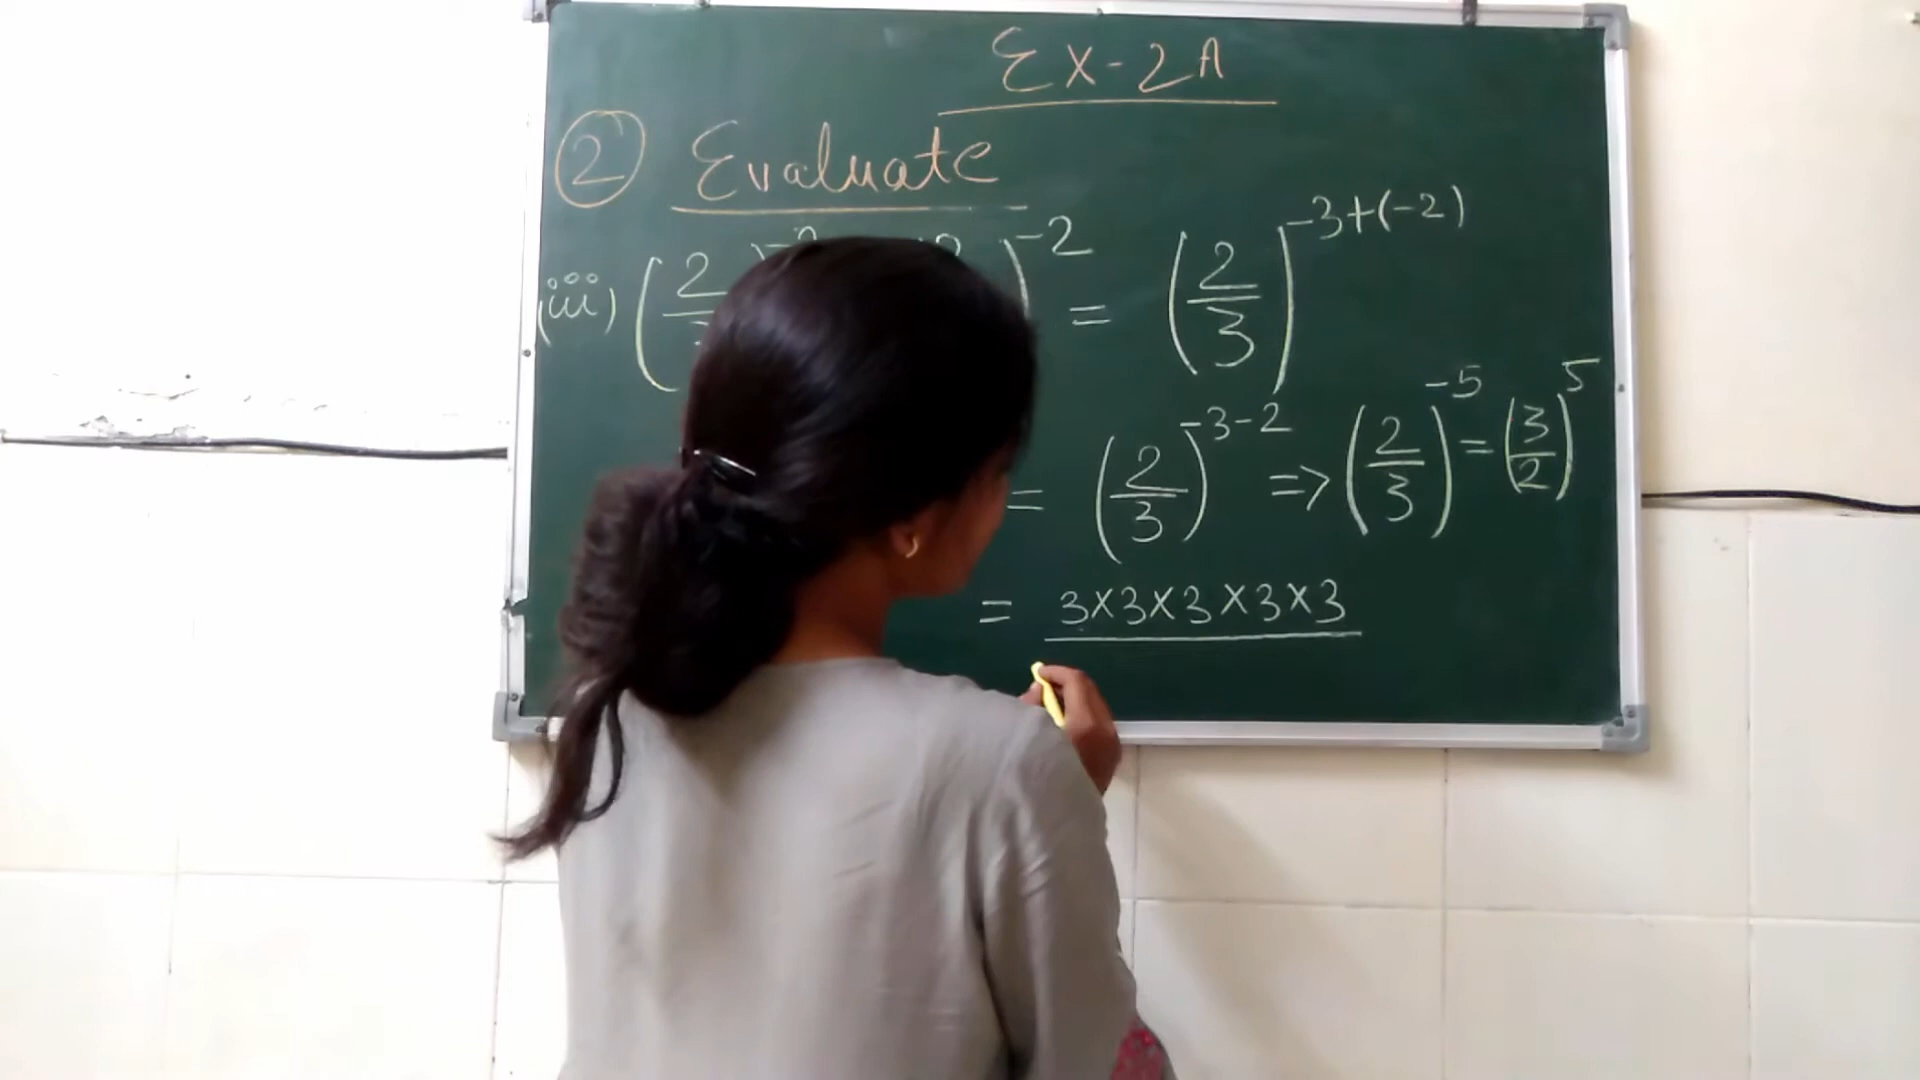 Ex-2A
② Evaluate
(iii) (2/ )^-2 = (2/3)^-3+(-2)
= (2/3)^-3-2 => (2/3)^-5 = (3/2)^5
= 3×3×3×3×3